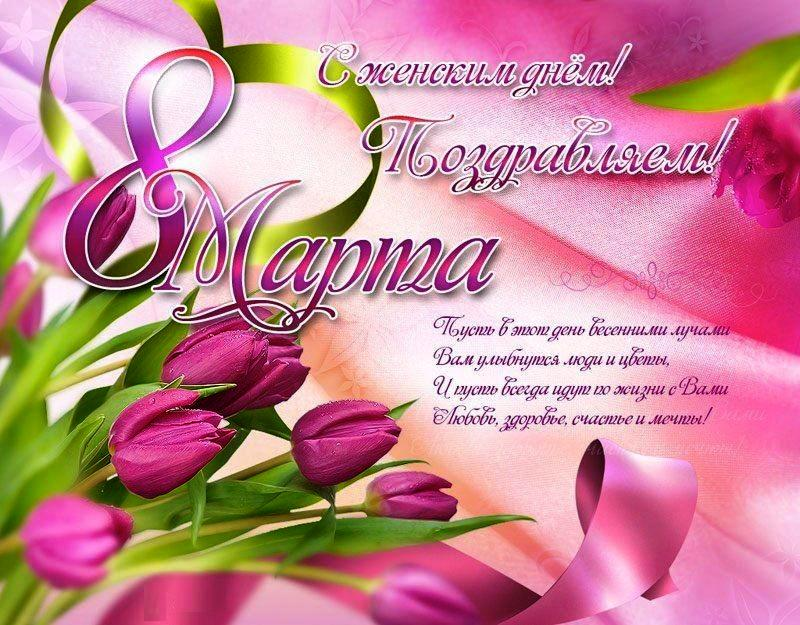 С женским днём!
Поздравляем!
8 Марта
Пусть в этот день весенними лучами
Вам улыбнутся люди и цветы,
И пусть всегда идут по жизни с Вами
Любовь, здоровье, счастье и мечты!